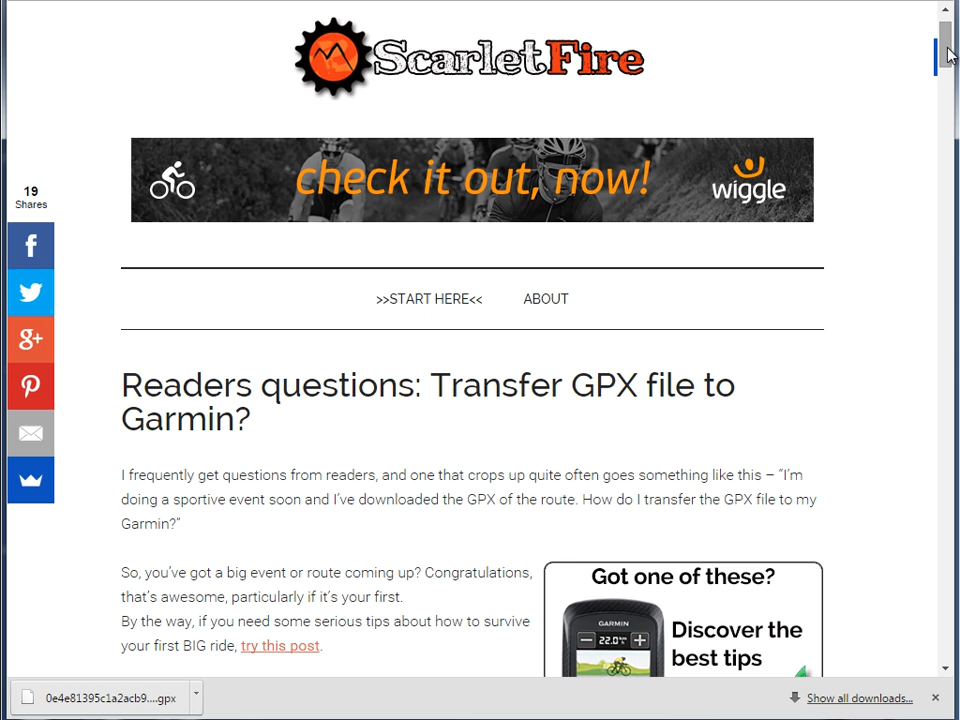 ScarletFire
check it out, now!
wiggle
19
Shares
>>START HERE<<
ABOUT
Readers questions: Transfer GPX file to
Garmin?
I frequently get questions from readers, and one that crops up quite often goes something like this – “I’m
doing a sportive event soon and I’ve downloaded the GPX of the route. How do I transfer the GPX file to my
Garmin?”
So, you’ve got a big event or route coming up? Congratulations,
that’s awesome, particularly if it’s your first.
By the way, if you need some serious tips about how to survive
your first BIG ride, try this post.
Got one of these?
GARMIN
22.0
Discover the
best tips
0e4e81395c1a2acb9....gpx
Show all downloads...